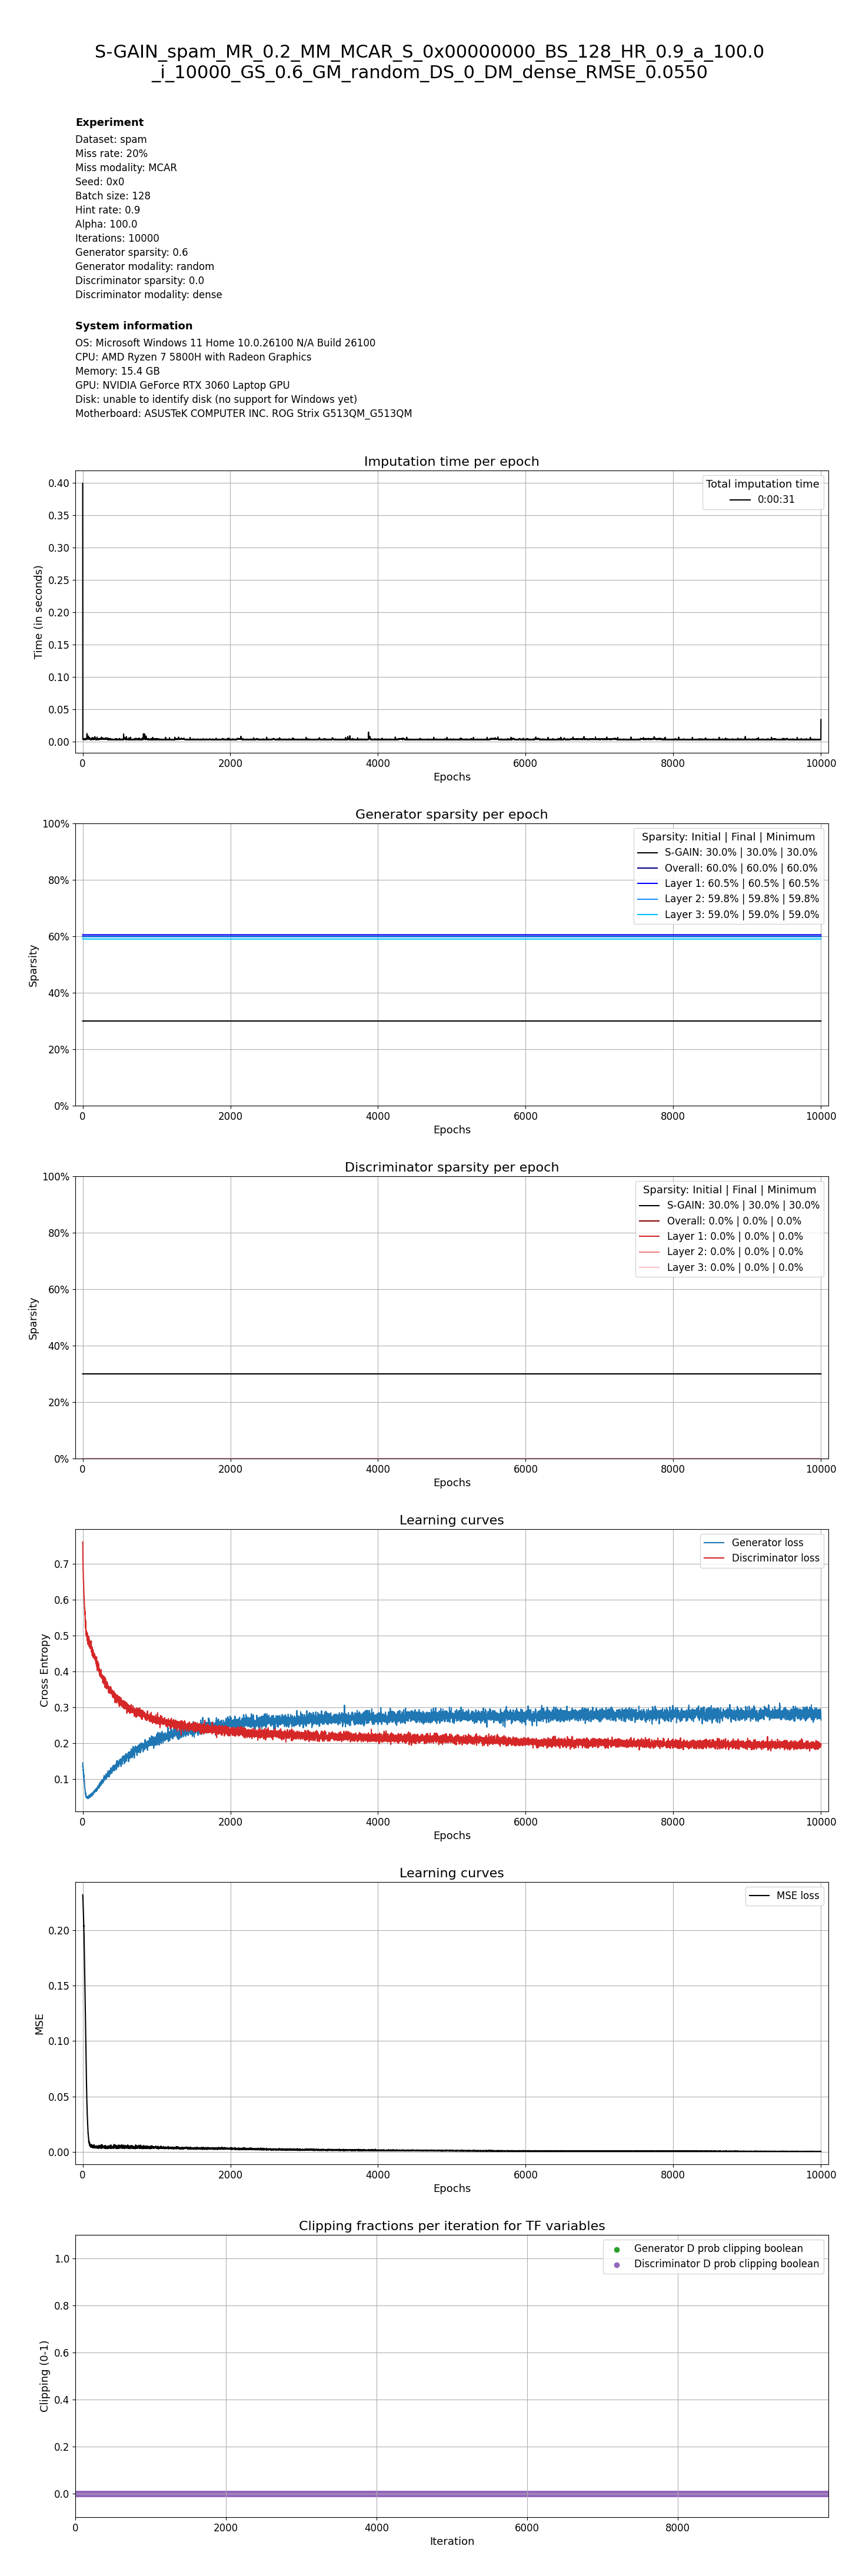 S-GAIN_spam_MR_0.2_MM_MCAR_S_0x00000000_BS_128_HR_0.9_a_100.0
_i_10000_GS_0.6_GM_random_DS_0_DM_dense_RMSE_0.0550
Experiment
Dataset: spam
Miss rate: 20%
Miss modality: MCAR
Seed: 0x0
Batch size: 128
Hint rate: 0.9
Alpha: 100.0
Iterations: 10000
Generator sparsity: 0.6
Generator modality: random
Discriminator sparsity: 0.0
Discriminator modality: dense
System information
OS: Microsoft Windows 11 Home 10.0.26100 N/A Build 26100
CPU: AMD Ryzen 7 5800H with Radeon Graphics
Memory: 15.4 GB
GPU: NVIDIA GeForce RTX 3060 Laptop GPU
Disk: unable to identify disk (no support for Windows yet)
Motherboard: ASUSTeK COMPUTER INC. ROG Strix G513QM_G513QM
Imputation time per epoch
Total imputation time
0:00:31
Time (in seconds)
0.40
0.35
0.30
0.25
0.20
0.15
0.10
0.05
0.00
0 2000 4000 6000 8000 10000
Epochs
Generator sparsity per epoch
Sparsity: Initial | Final | Minimum
S-GAIN: 30.0% | 30.0% | 30.0%
Overall: 60.0% | 60.0% | 60.0%
Layer 1: 60.5% | 60.5% | 60.5%
Layer 2: 59.8% | 59.8% | 59.8%
Layer 3: 59.0% | 59.0% | 59.0%
Sparsity
100%
80%
60%
40%
20%
0%
0 2000 4000 6000 8000 10000
Epochs
Discriminator sparsity per epoch
Sparsity: Initial | Final | Minimum
S-GAIN: 30.0% | 30.0% | 30.0%
Overall: 0.0% | 0.0% | 0.0%
Layer 1: 0.0% | 0.0% | 0.0%
Layer 2: 0.0% | 0.0% | 0.0%
Layer 3: 0.0% | 0.0% | 0.0%
Sparsity
100%
80%
60%
40%
20%
0%
0 2000 4000 6000 8000 10000
Epochs
Learning curves
Generator loss
Discriminator loss
Cross Entropy
0.7
0.6
0.5
0.4
0.3
0.2
0.1
0 2000 4000 6000 8000 10000
Epochs
Learning curves
MSE loss
MSE
0.20
0.15
0.10
0.05
0.00
0 2000 4000 6000 8000 10000
Epochs
Clipping fractions per iteration for TF variables
Generator D prob clipping boolean
Discriminator D prob clipping boolean
Clipping (0-1)
1.0
0.8
0.6
0.4
0.2
0.0
0 2000 4000 6000 8000
Iteration